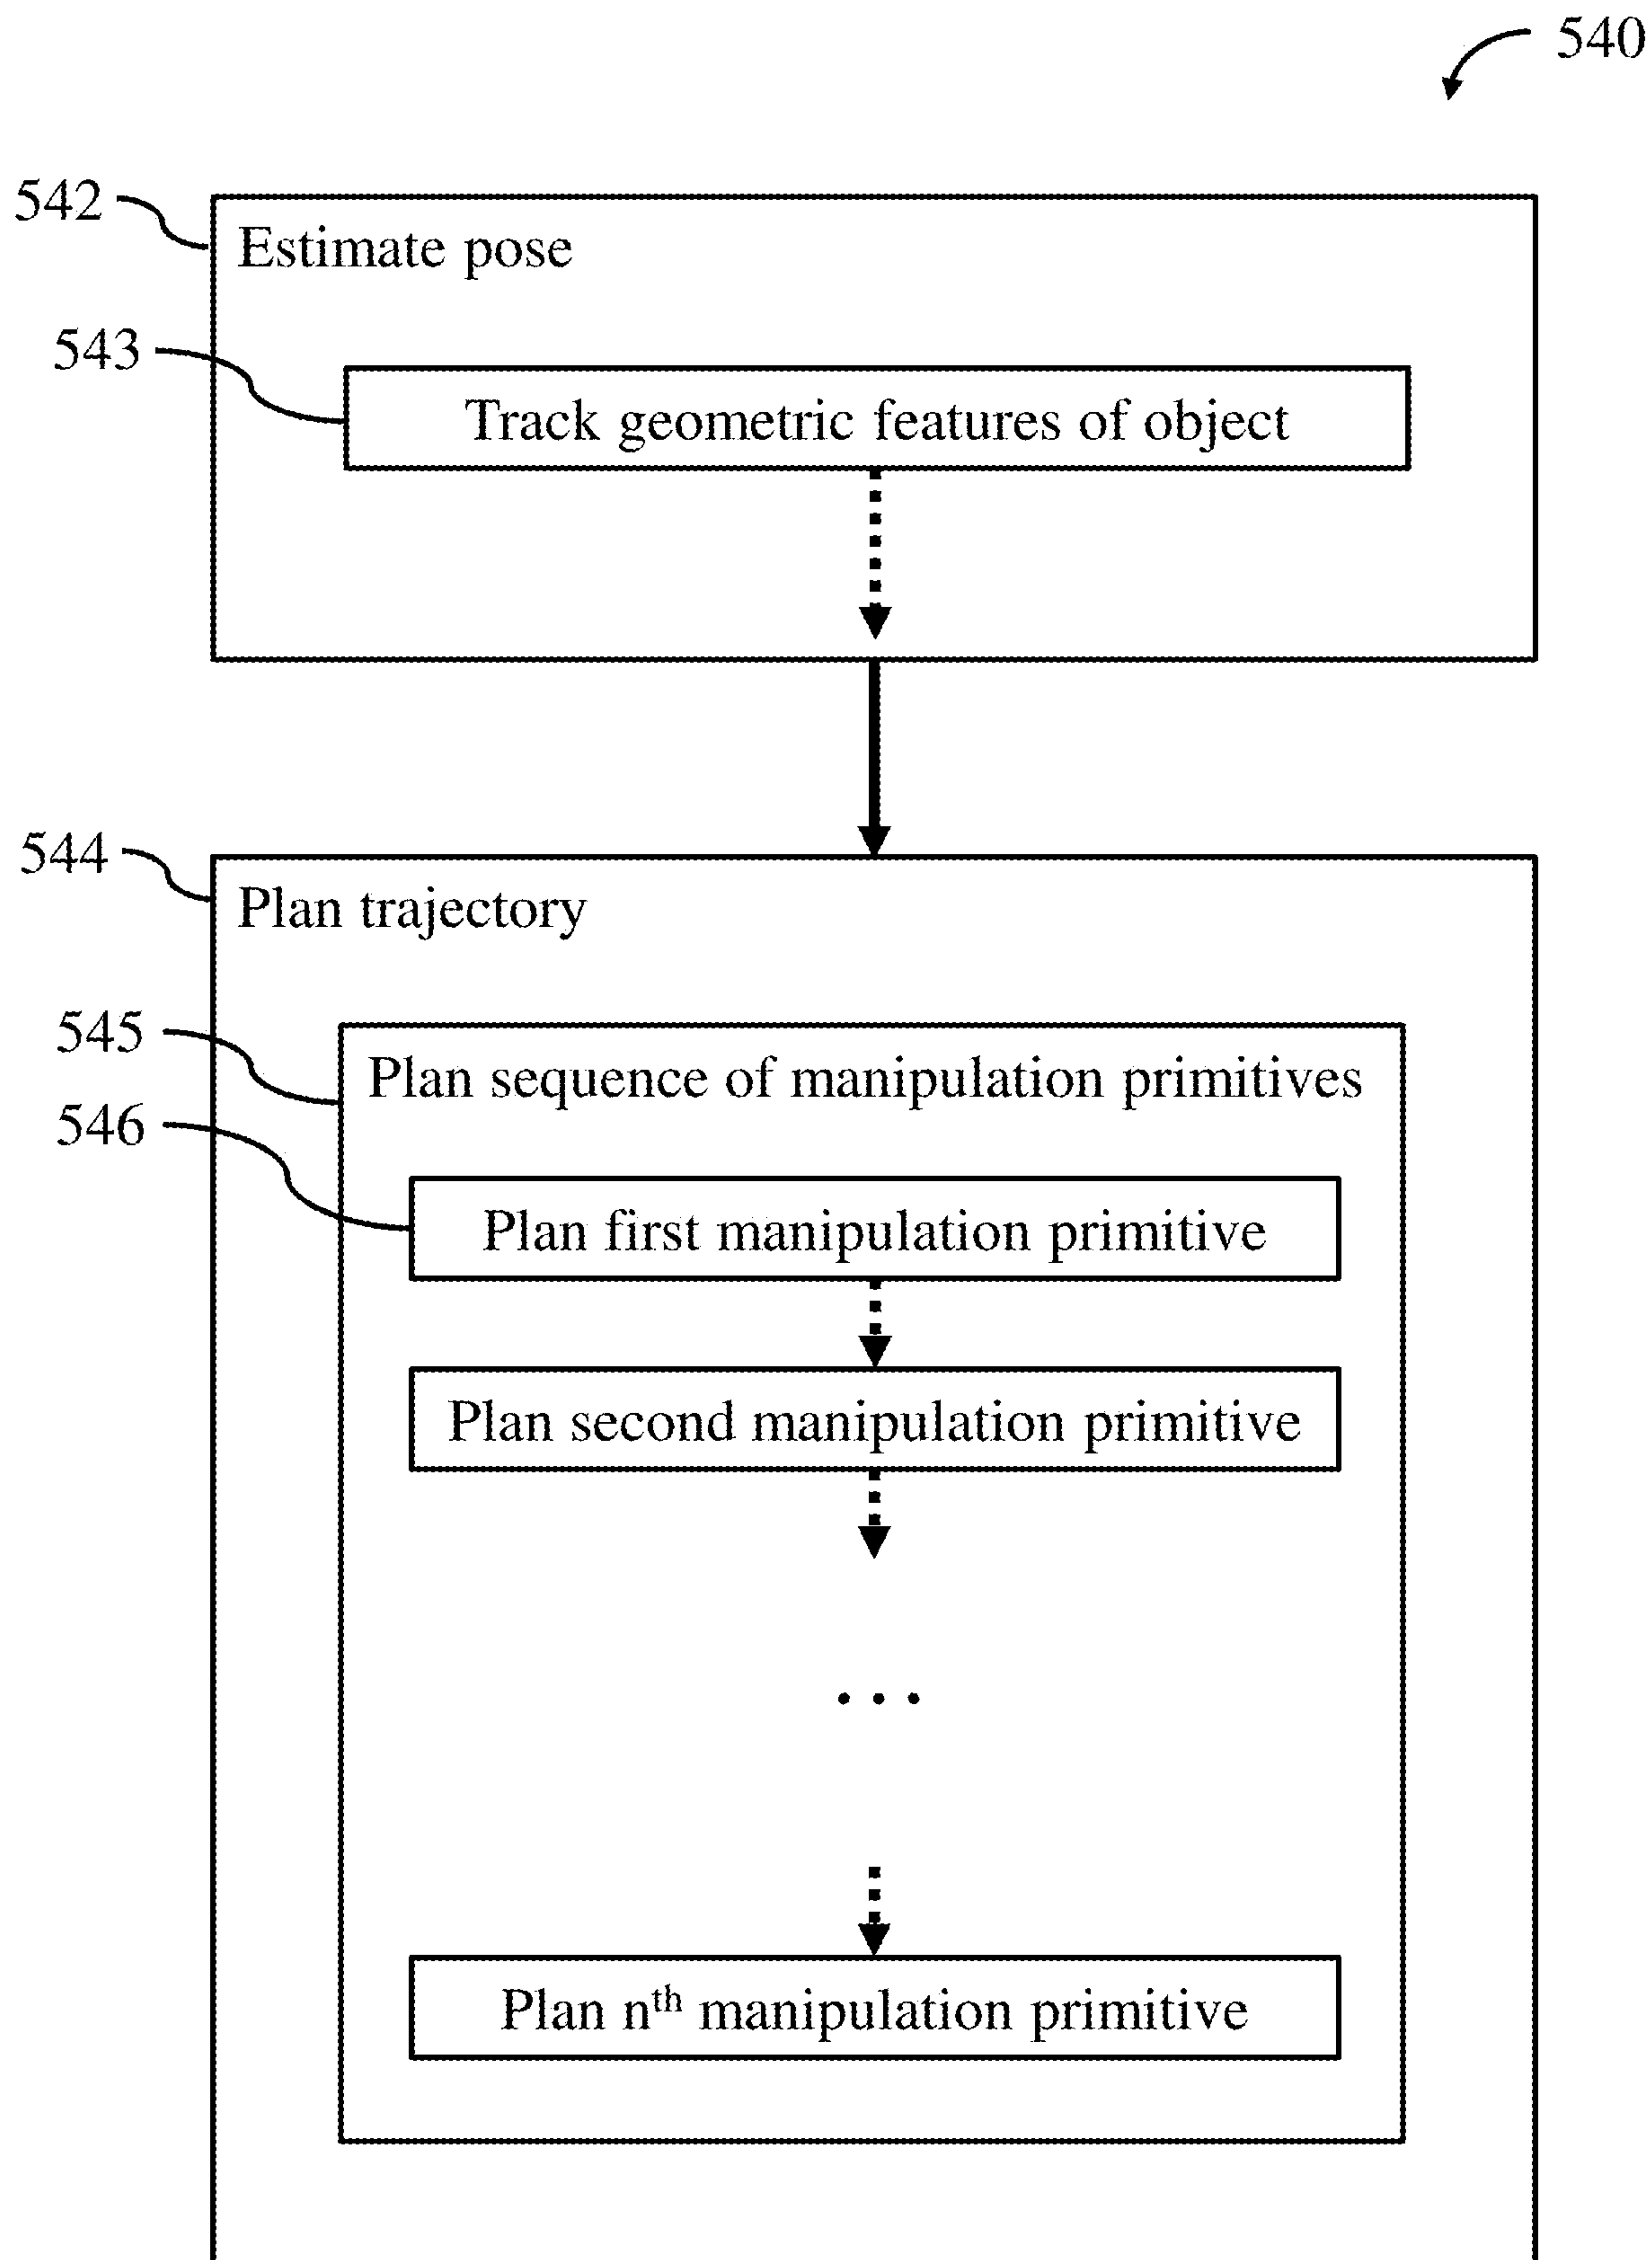 540
542
Estimate pose
543
Track geometric features of object
544
Plan trajectory
545
Plan sequence of manipulation primitives
546
Plan first manipulation primitive
Plan second manipulation primitive
...
Plan nth manipulation primitive